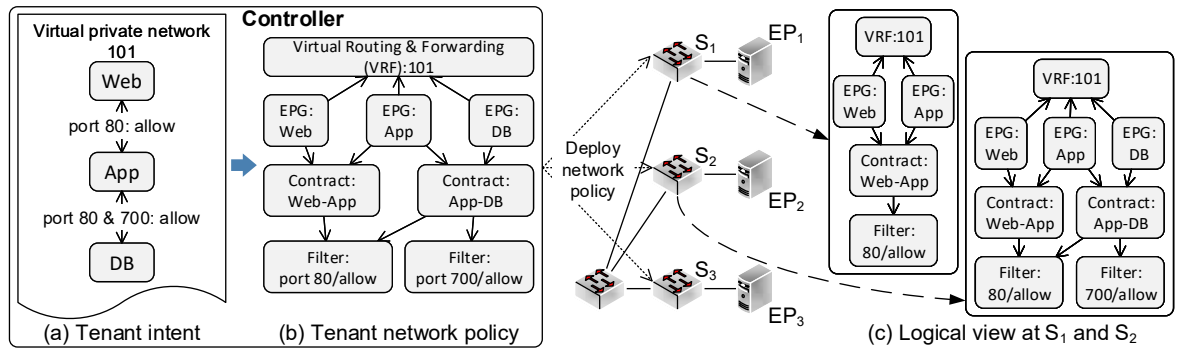 Controller
Virtual private network
101
Web
port 80: allow
App
port 80 & 700: allow
DB
(a) Tenant intent
Virtual Routing & Forwarding
(VRF):101
EPG:
Web
EPG:
App
EPG:
DB
Contract:
Web-App
Contract:
App-DB
Filter:
port 80/allow
Filter:
port 700/allow
(b) Tenant network policy
Deploy
network
policy
S1
EP1
S2
EP2
S3
EP3
VRF:101
EPG:
Web
EPG:
App
Contract:
Web-App
Filter:
80/allow
VRF:101
EPG:
Web
EPG:
App
EPG:
DB
Contract:
Web-App
Contract:
App-DB
Filter:
80/allow
Filter:
700/allow
(c) Logical view at S1 and S2